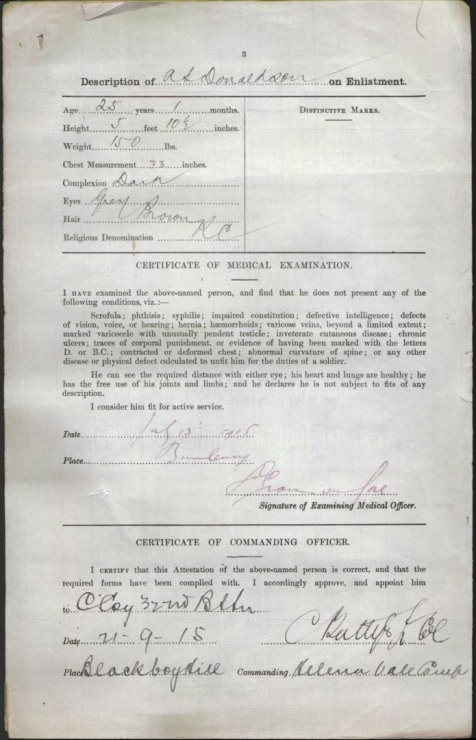 3
Description of A L Donaldson on Enlistment.
Age 25 years 1 months.
Height 5 feet 10½ inches.
Weight 150 lbs.
Chest Measurement 33 inches.
Complexion Dark
Eyes Grey
Hair Brown
Religious Denomination RC
Distinctive Marks.
CERTIFICATE OF MEDICAL EXAMINATION.
I HAVE examined the above-named person, and find that he does not present any of the
following conditions, viz.:—
Scrofula; phthisis; syphilis; impaired constitution; defective intelligence; defects
of vision, voice, or hearing; hernia; hæmorrhoids; varicose veins, beyond a limited extent;
marked varicocele with unusually pendent testicle; inveterate cutaneous disease; chronic
ulcers; traces of corporal punishment, or evidence of having been marked with the letters
D. or B.C.; contracted or deformed chest; abnormal curvature of spine; or any other
disease or physical defect calculated to unfit him for the duties of a soldier.
He can see the required distance with either eye; his heart and lungs are healthy; he
has the free use of his joints and limbs; and he declares he is not subject to fits of any
description.
I consider him fit for active service.
Date July 13 1915
Place Bunbury
Signature of Examining Medical Officer.
CERTIFICATE OF COMMANDING OFFICER.
I CERTIFY that this Attestation of the above-named person is correct, and that the
required forms have been complied with. I accordingly approve, and appoint him
to C Coy 32nd Battn
Date 21-9-15
Place Blackboy Hill Commanding Helena Vale Camp